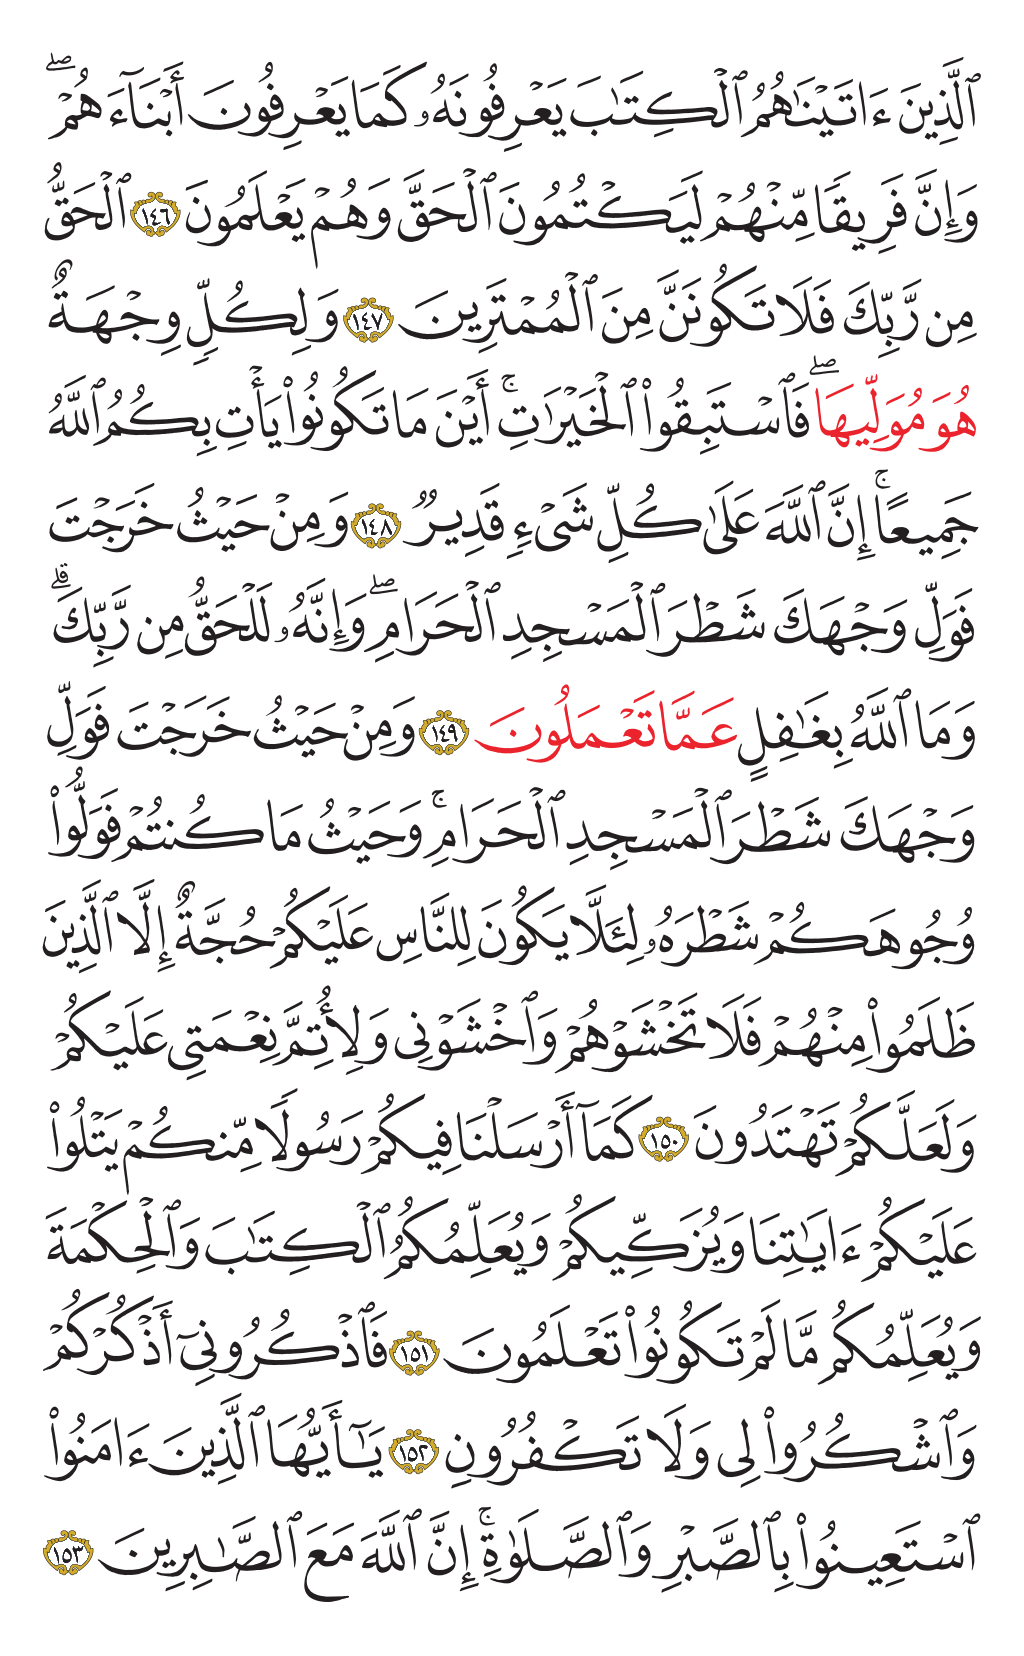 ٱلَّذِينَ ءَاتَيْنَٰهُمُ ٱلْكِتَٰبَ يَعْرِفُونَهُۥ كَمَا يَعْرِفُونَ أَبْنَآءَهُمْۖ
وَإِنَّ فَرِيقًا مِّنْهُمْ لَيَكْتُمُونَ ٱلْحَقَّ وَهُمْ يَعْلَمُونَ ١٤٦ ٱلْحَقُّ
مِن رَّبِّكَ فَلَا تَكُونَنَّ مِنَ ٱلْمُمْتَرِينَ ١٤٧ وَلِكُلٍّ وِجْهَةٌ
هُوَ مُوَلِّيهَاۖ فَٱسْتَبِقُوا۟ ٱلْخَيْرَٰتِۚ أَيْنَ مَا تَكُونُوا۟ يَأْتِ بِكُمُ ٱللَّهُ
جَمِيعًاۚ إِنَّ ٱللَّهَ عَلَىٰ كُلِّ شَىْءٍ قَدِيرٌ ١٤٨ وَمِنْ حَيْثُ خَرَجْتَ
فَوَلِّ وَجْهَكَ شَطْرَ ٱلْمَسْجِدِ ٱلْحَرَامِۖ وَإِنَّهُۥ لَلْحَقُّ مِن رَّبِّكَۗ
وَمَا ٱللَّهُ بِغَٰفِلٍ عَمَّا تَعْمَلُونَ ١٤٩ وَمِنْ حَيْثُ خَرَجْتَ فَوَلِّ
وَجْهَكَ شَطْرَ ٱلْمَسْجِدِ ٱلْحَرَامِۚ وَحَيْثُ مَا كُنتُمْ فَوَلُّوا۟
وُجُوهَكُمْ شَطْرَهُۥ لِئَلَّا يَكُونَ لِلنَّاسِ عَلَيْكُمْ حُجَّةٌ إِلَّا ٱلَّذِينَ
ظَلَمُوا۟ مِنْهُمْ فَلَا تَخْشَوْهُمْ وَٱخْشَوْنِى وَلِأُتِمَّ نِعْمَتِى عَلَيْكُمْ
وَلَعَلَّكُمْ تَهْتَدُونَ ١٥٠ كَمَآ أَرْسَلْنَا فِيكُمْ رَسُولًا مِّنكُمْ يَتْلُوا۟
عَلَيْكُمْ ءَايَٰتِنَا وَيُزَكِّيكُمْ وَيُعَلِّمُكُمُ ٱلْكِتَٰبَ وَٱلْحِكْمَةَ
وَيُعَلِّمُكُم مَّا لَمْ تَكُونُوا۟ تَعْلَمُونَ ١٥١ فَٱذْكُرُونِىٓ أَذْكُرْكُمْ
وَٱشْكُرُوا۟ لِى وَلَا تَكْفُرُونِ ١٥٢ يَٰٓأَيُّهَا ٱلَّذِينَ ءَامَنُوا۟
ٱسْتَعِينُوا۟ بِٱلصَّبْرِ وَٱلصَّلَوٰةِۚ إِنَّ ٱللَّهَ مَعَ ٱلصَّٰبِرِينَ ١٥٣